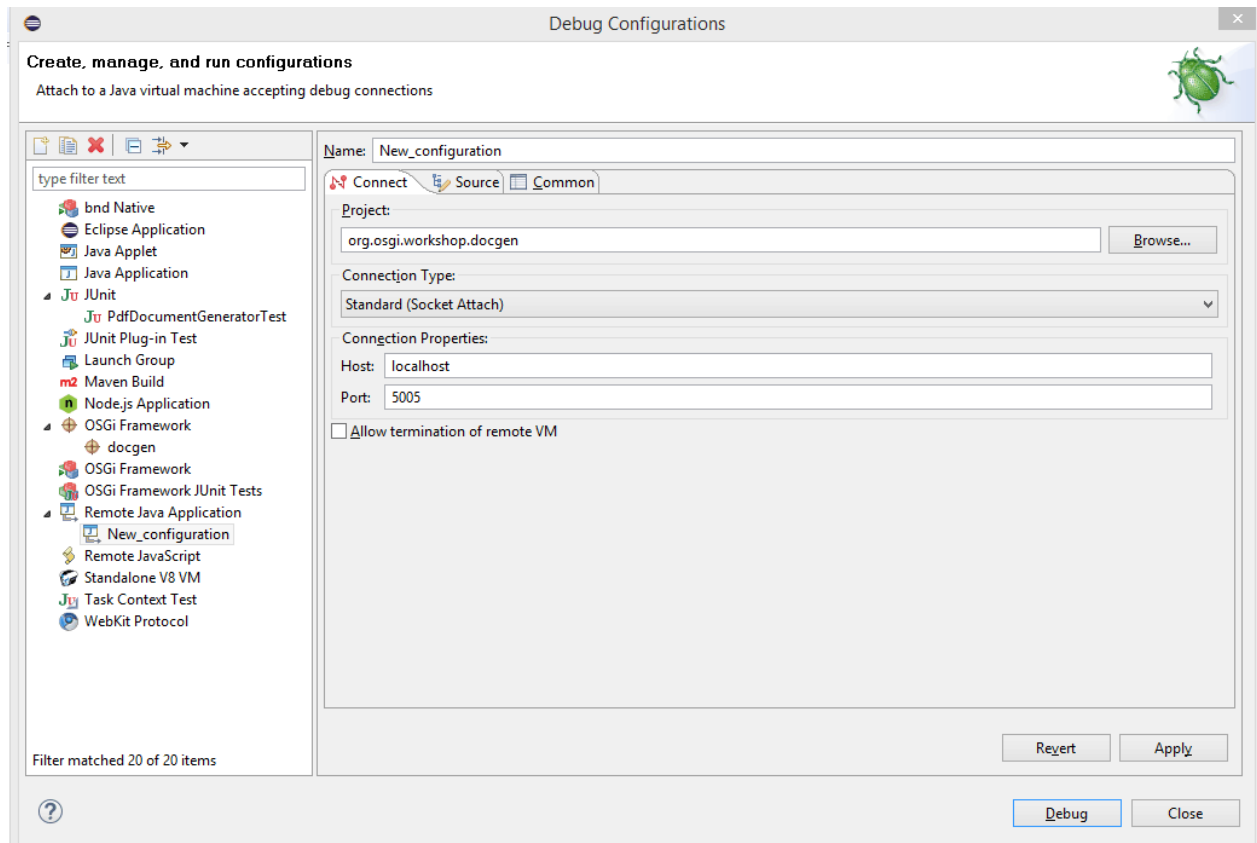 Debug Configurations
Create, manage, and run configurations
Attach to a Java virtual machine accepting debug connections
type filter text
bnd Native
Eclipse Application
Java Applet
Java Application
Ju JUnit
Ju PdfDocumentGeneratorTest
JUnit Plug-in Test
Launch Group
m2 Maven Build
n Node.js Application
OSGi Framework
docgen
OSGi Framework
OSGi Framework JUnit Tests
Remote Java Application
New_configuration
Remote JavaScript
Standalone V8 VM
Ju Task Context Test
WebKit Protocol
Filter matched 20 of 20 items
Name: New_configuration
Connect Source Common
Project:
org.osgi.workshop.docgen Browse...
Connection Type:
Standard (Socket Attach)
Connection Properties:
Host: localhost
Port: 5005
Allow termination of remote VM
Revert Apply
? Debug Close